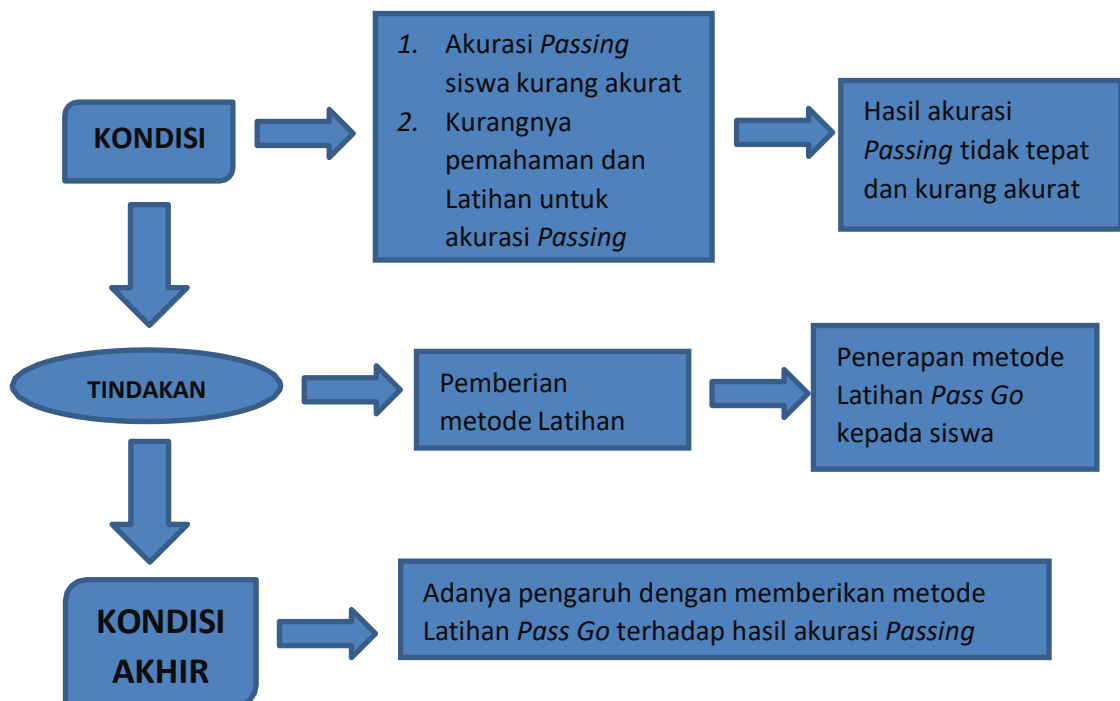 KONDISI
1. Akurasi Passing
siswa kurang akurat
2. Kurangnya
pemahaman dan
Latihan untuk
akurasi Passing
Hasil akurasi
Passing tidak tepat
dan kurang akurat
TINDAKAN
Pemberian
metode Latihan
Penerapan metode
Latihan Pass Go
kepada siswa
KONDISI
AKHIR
Adanya pengaruh dengan memberikan metode
Latihan Pass Go terhadap hasil akurasi Passing